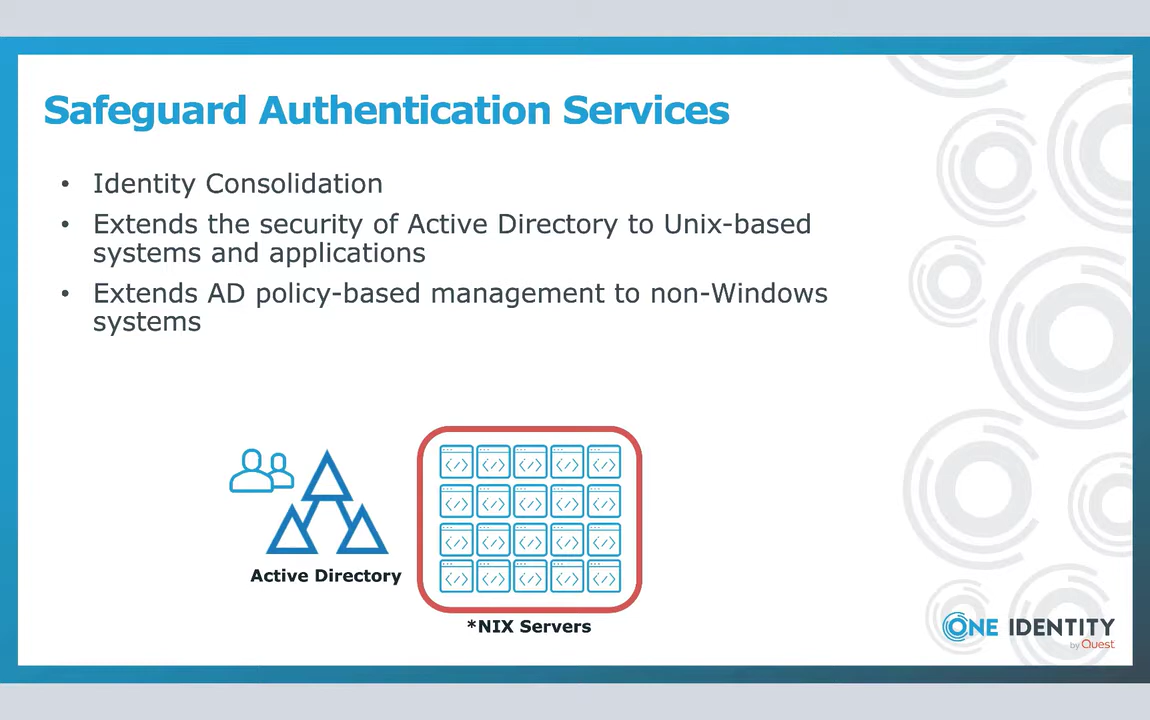 Safeguard Authentication Services
• Identity Consolidation
• Extends the security of Active Directory to Unix-based
systems and applications
• Extends AD policy-based management to non-Windows
systems
Active Directory
*NIX Servers
ONE IDENTITY
by Quest